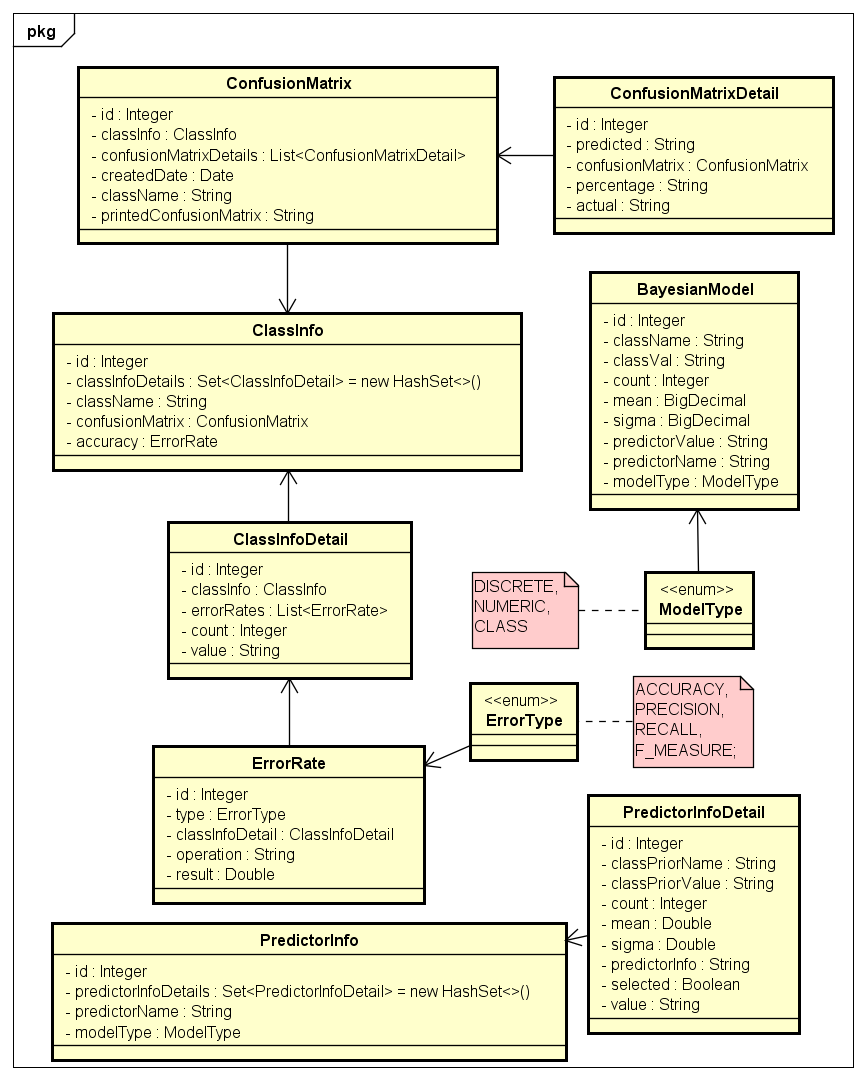 pkg
ConfusionMatrix
- id : Integer
- classInfo : ClassInfo
- confusionMatrixDetails : List<ConfusionMatrixDetail>
- createdDate : Date
- className : String
- printedConfusionMatrix : String
ConfusionMatrixDetail
- id : Integer
- predicted : String
- confusionMatrix : ConfusionMatrix
- percentage : String
- actual : String
ClassInfo
- id : Integer
- classInfoDetails : Set<ClassInfoDetail> = new HashSet<>()
- className : String
- confusionMatrix : ConfusionMatrix
- accuracy : ErrorRate
BayesianModel
- id : Integer
- className : String
- classVal : String
- count : Integer
- mean : BigDecimal
- sigma : BigDecimal
- predictorValue : String
- predictorName : String
- modelType : ModelType
ClassInfoDetail
- id : Integer
- classInfo : ClassInfo
- errorRates : List<ErrorRate>
- count : Integer
- value : String
DISCRETE,
NUMERIC,
CLASS
<<enum>>
ModelType
<<enum>>
ErrorType
ACCURACY,
PRECISION,
RECALL,
F_MEASURE;
ErrorRate
- id : Integer
- type : ErrorType
- classInfoDetail : ClassInfoDetail
- operation : String
- result : Double
PredictorInfoDetail
- id : Integer
- classPriorName : String
- classPriorValue : String
- count : Integer
- mean : Double
- sigma : Double
- predictorInfo : String
- selected : Boolean
- value : String
PredictorInfo
- id : Integer
- predictorInfoDetails : Set<PredictorInfoDetail> = new HashSet<>()
- predictorName : String
- modelType : ModelType